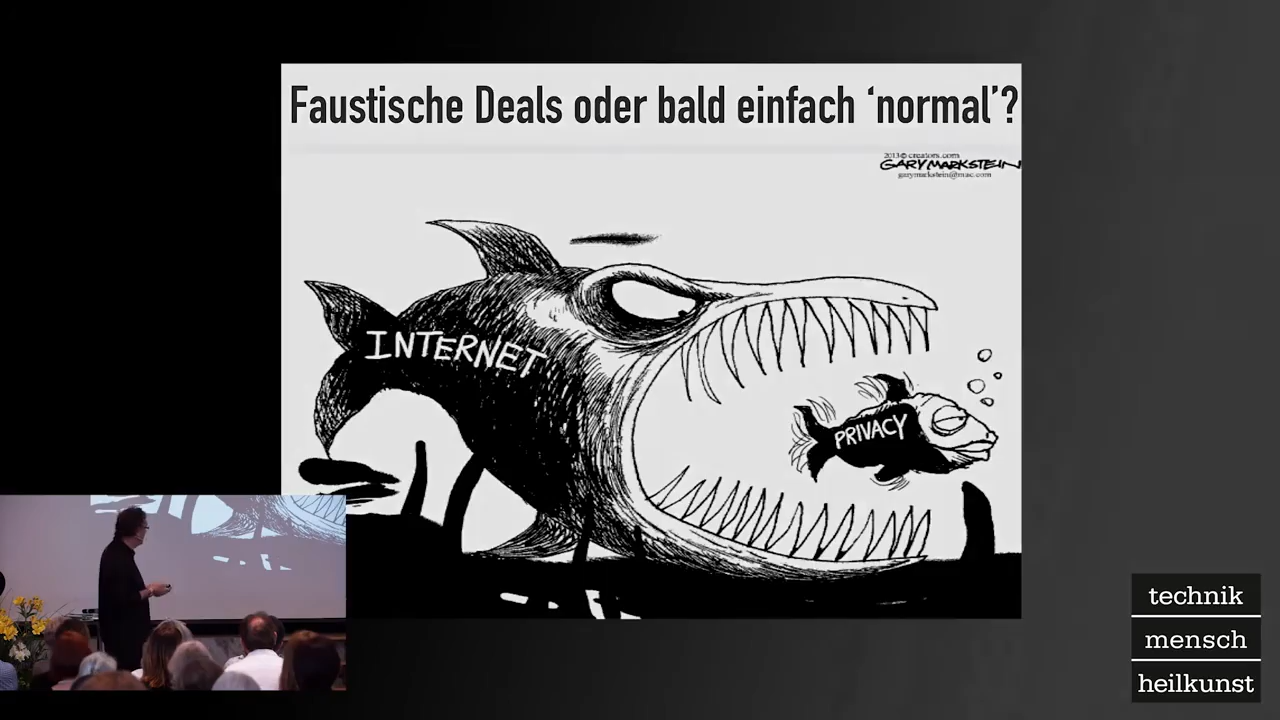 Faustische Deals oder bald einfach ‘normal’?
2013© creators.com
GARY MARKSTEIN
garymarkstein@mac.com
INTERNET
PRIVACY
technik
mensch
heilkunst